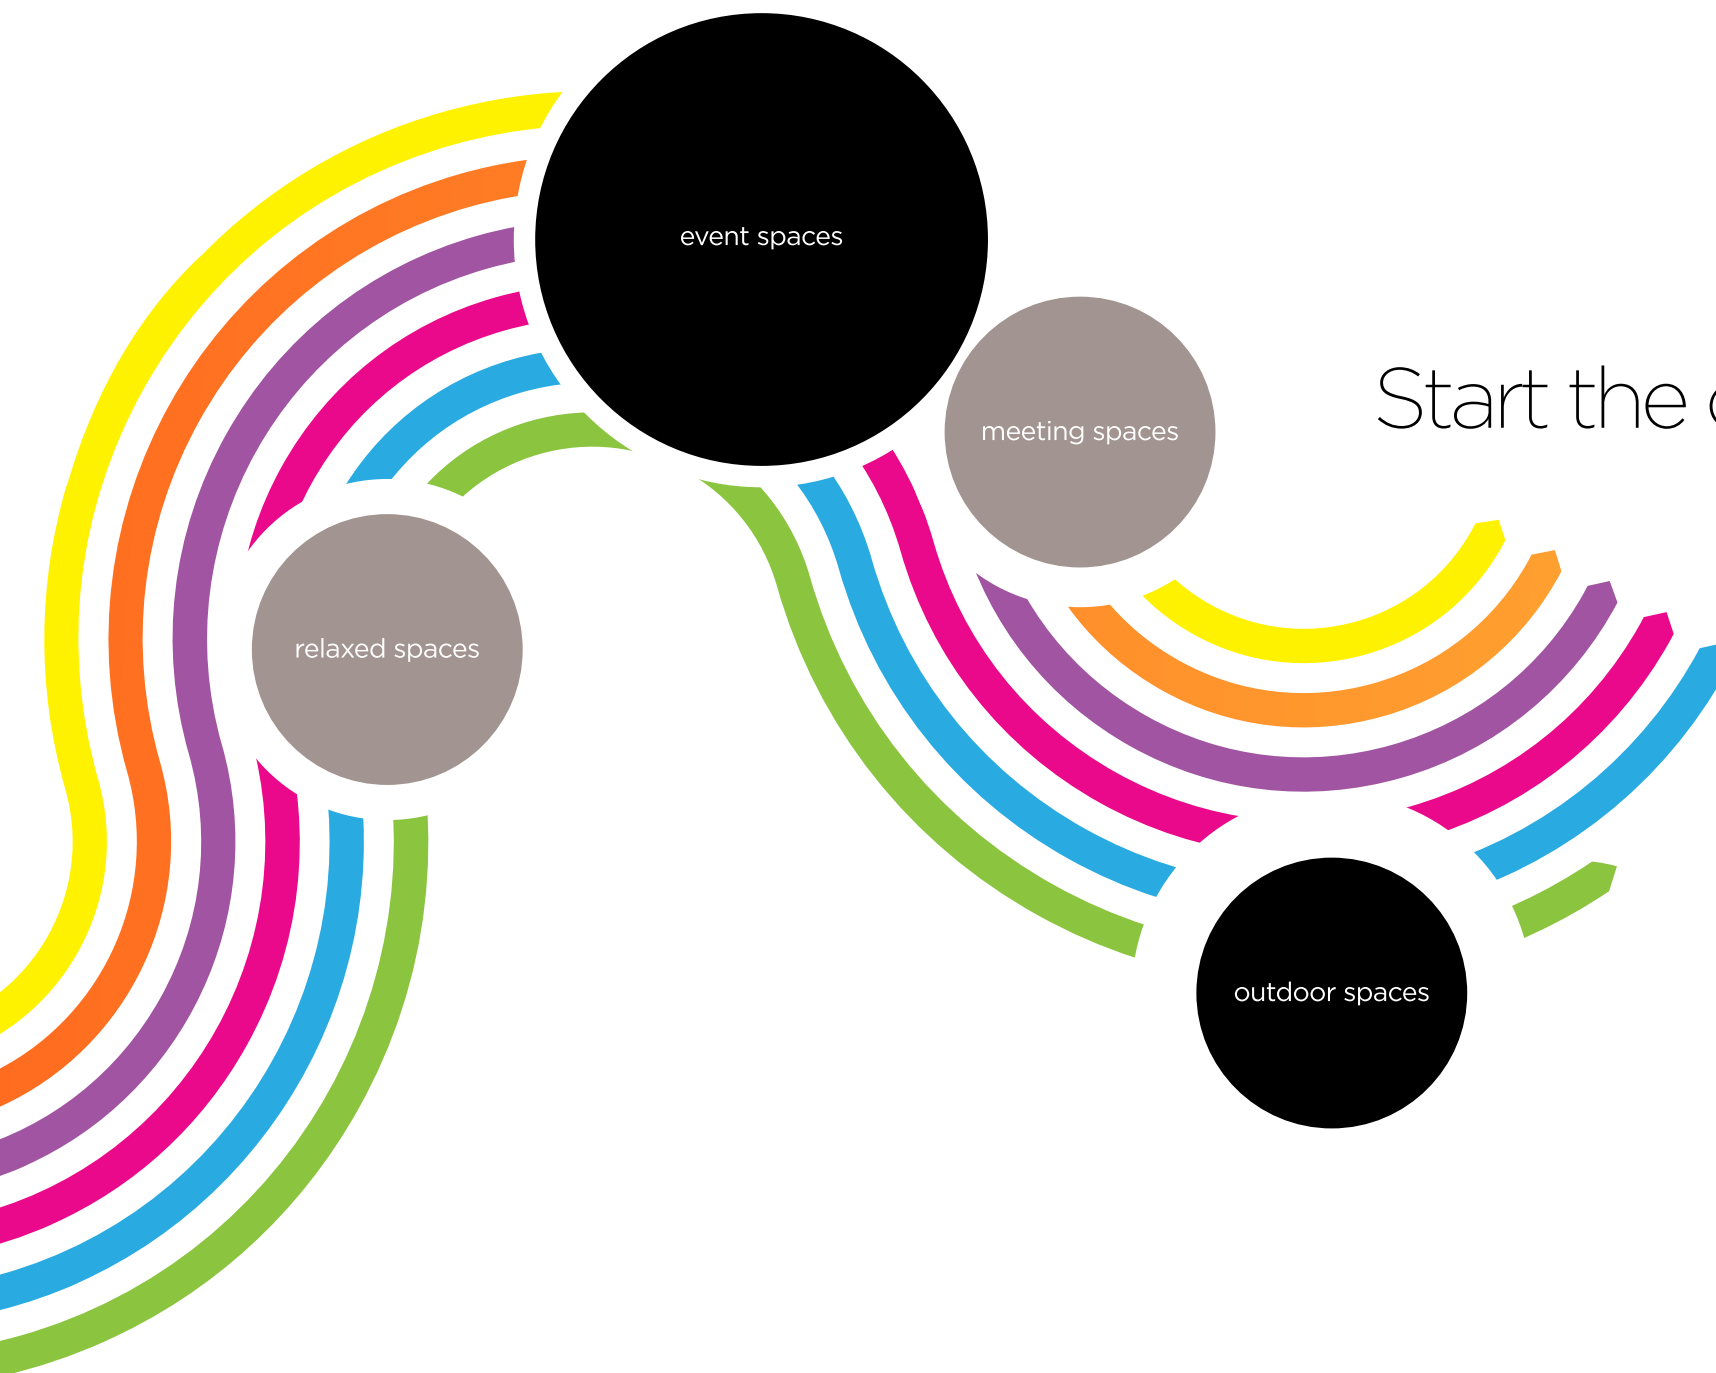 event spaces
meeting spaces
Start the
relaxed spaces
outdoor spaces